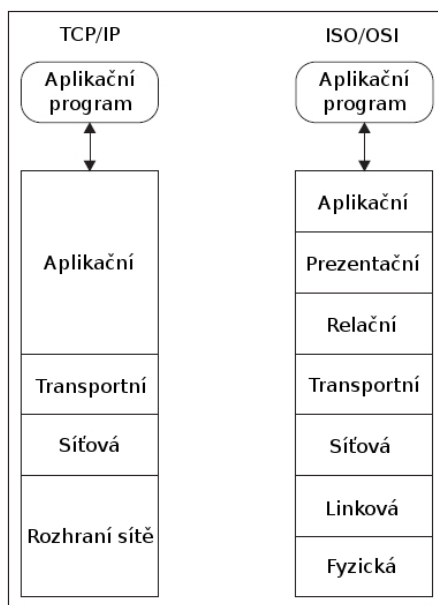 TCP/IP
Aplikační
program
Aplikační
Transportní
Síťová
Rozhraní sítě
ISO/OSI
Aplikační
program
Aplikační
Prezentační
Relační
Transportní
Síťová
Linková
Fyzická